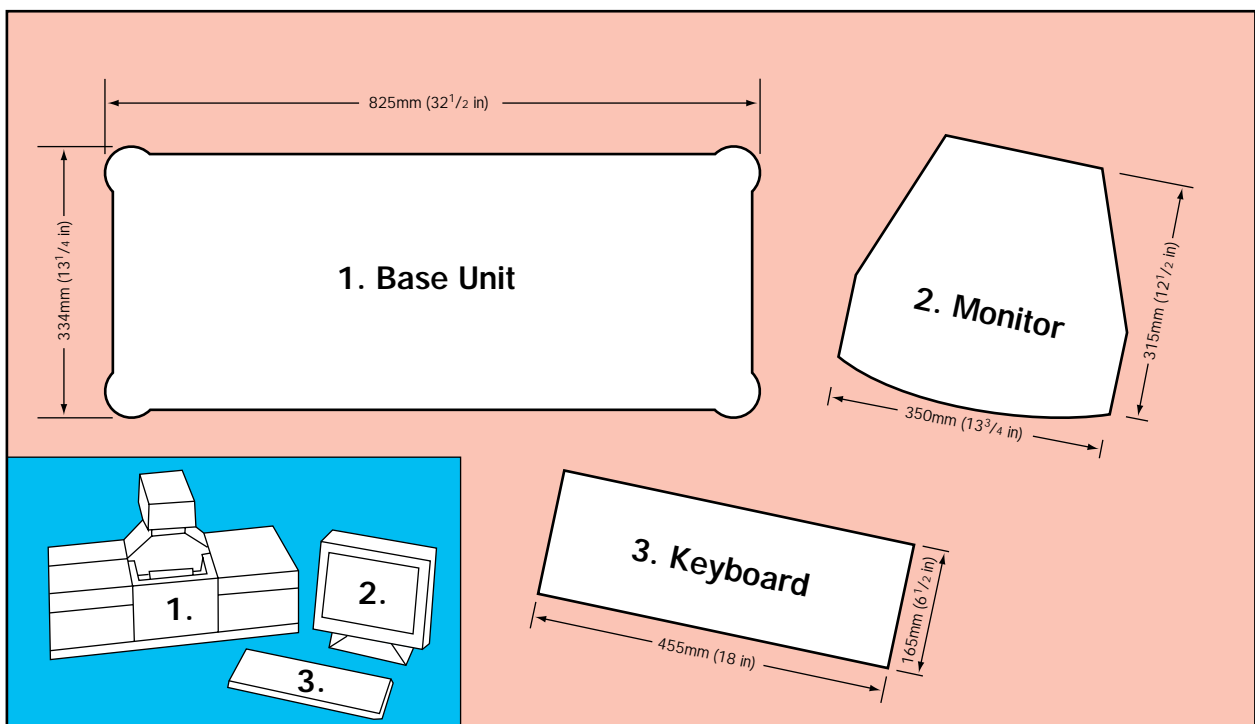 825mm (32 1/2 in)
334mm (13 1/4 in)
1. Base Unit
2. Monitor
315mm (12 1/2 in)
350mm (13 3/4 in)
3. Keyboard
165mm (6 1/2 in)
455mm (18 in)
1.
2.
3.